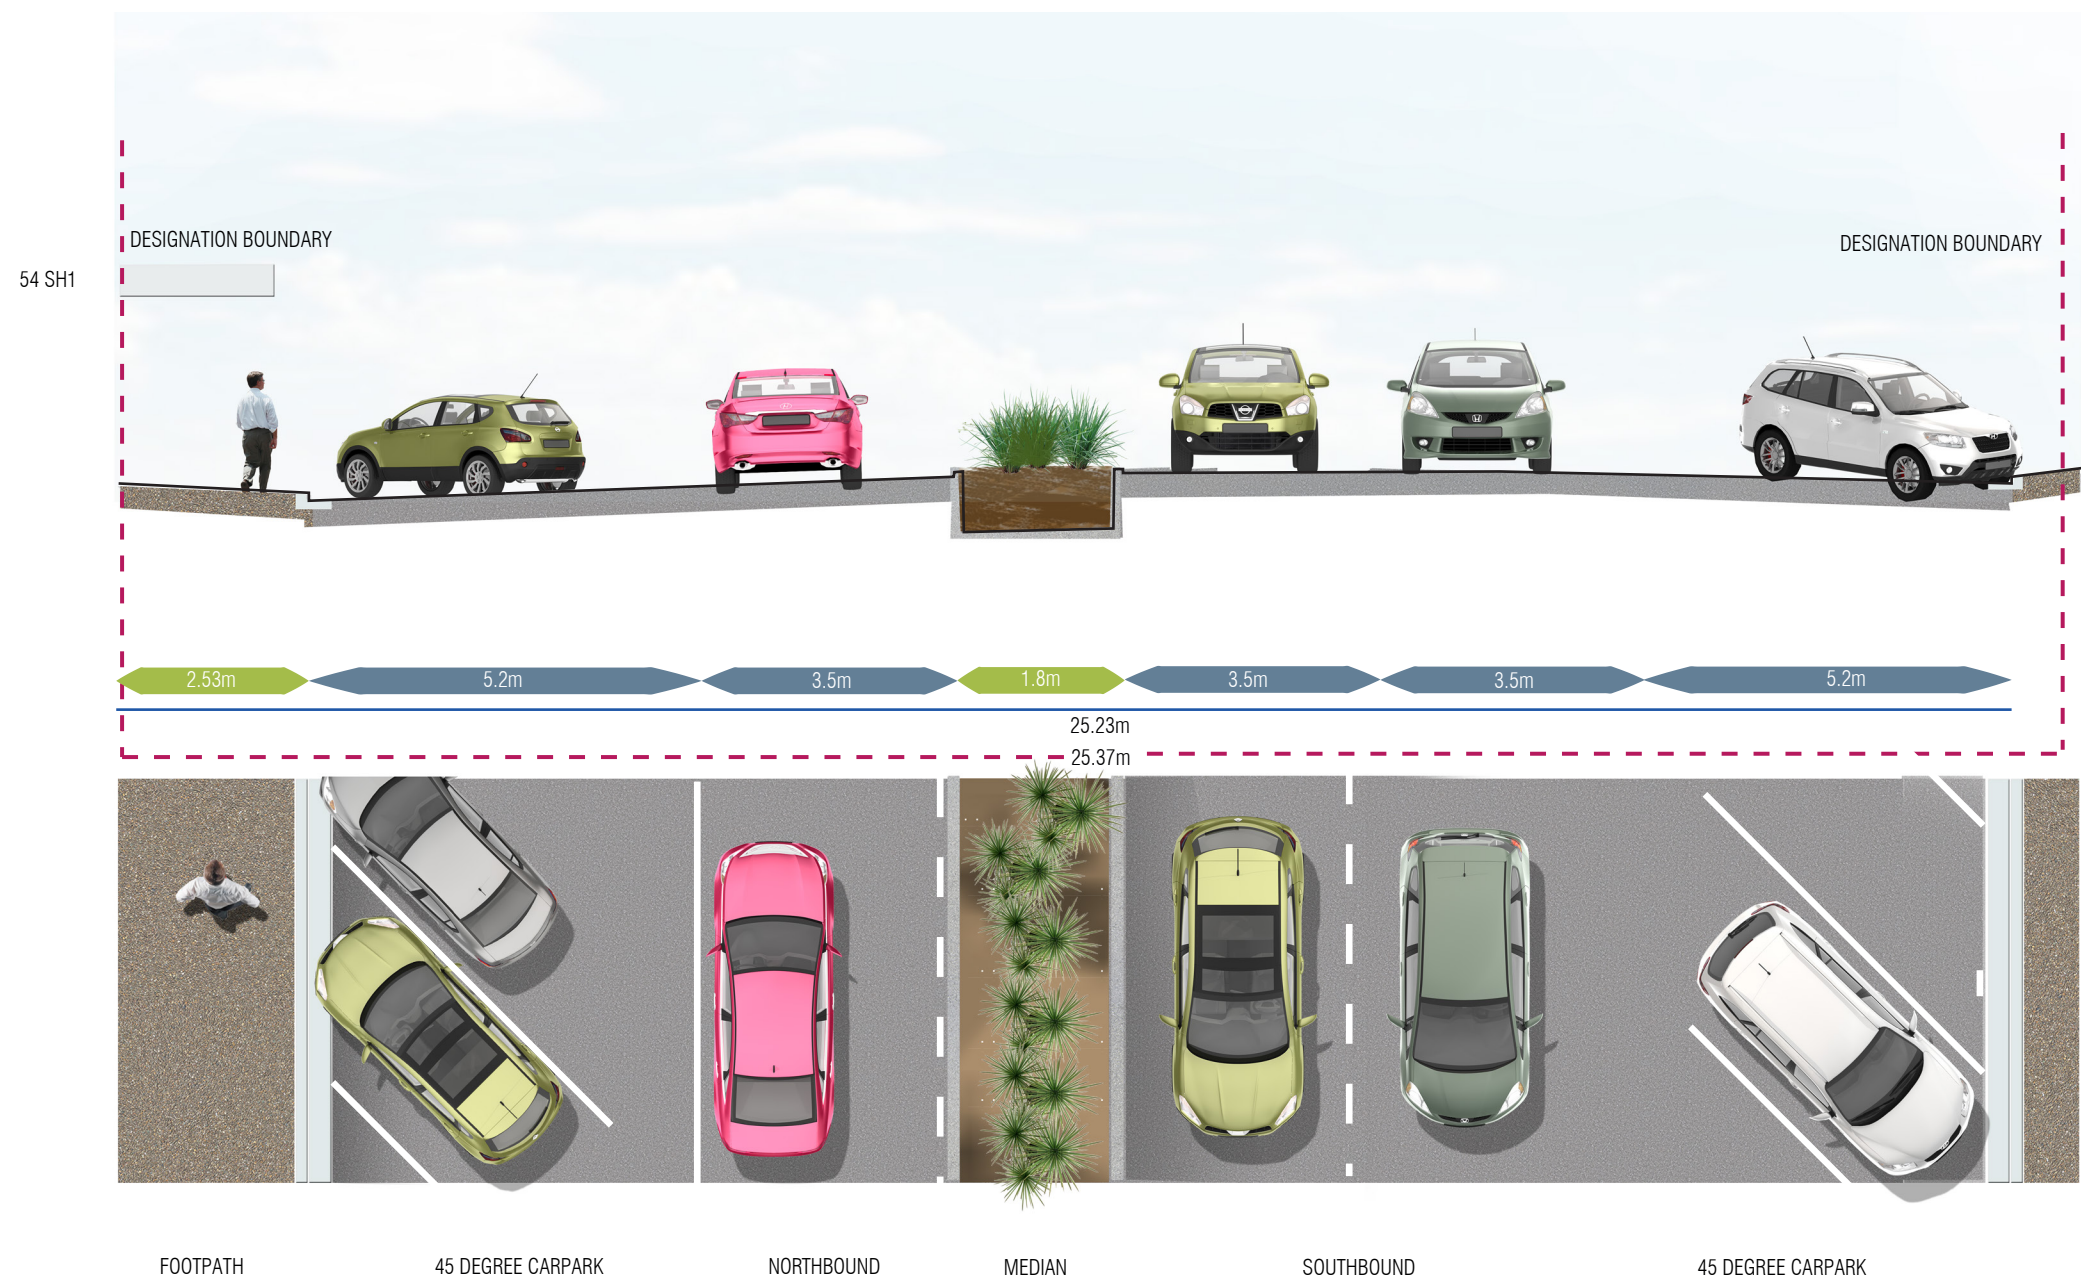 DESIGNATION BOUNDARY
DESIGNATION BOUNDARY
54 SH1
2.53m
5.2m
3.5m
1.8m
3.5m
3.5m
5.2m
25.23m
25.37m
FOOTPATH
45 DEGREE CARPARK
NORTHBOUND
MEDIAN
SOUTHBOUND
45 DEGREE CARPARK